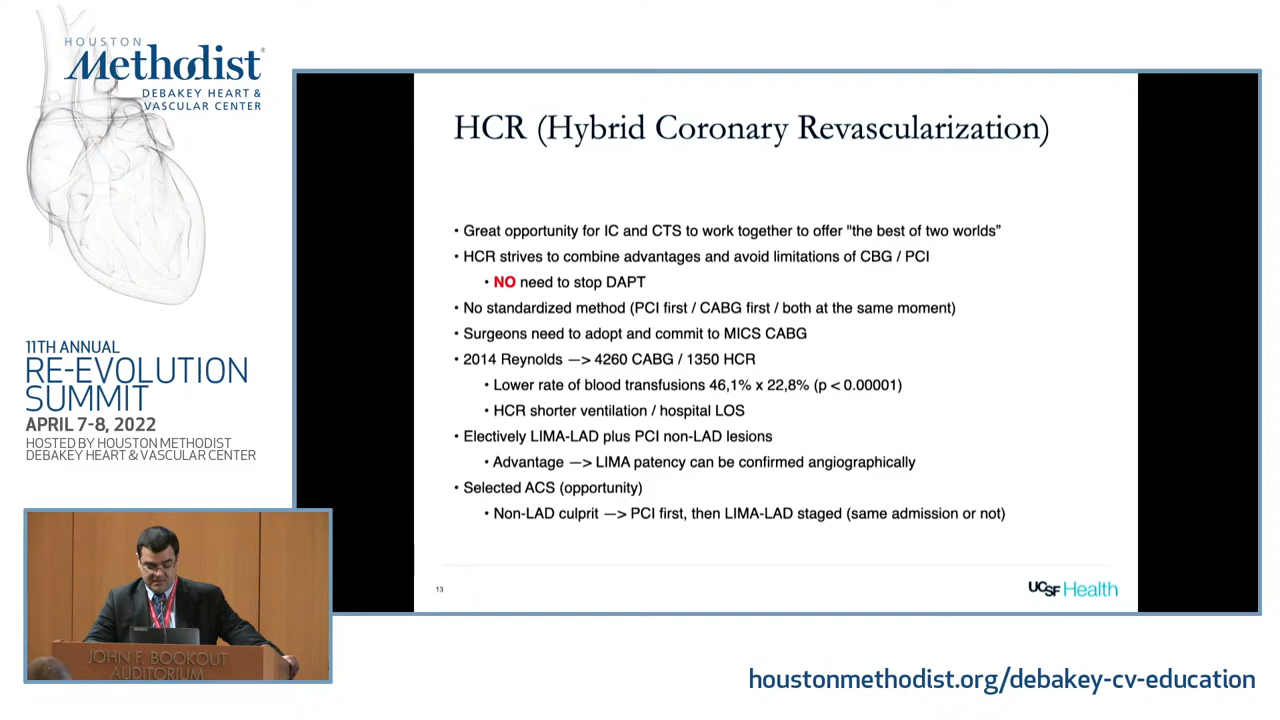 HOUSTON
Methodist®
DEBAKEY HEART &
VASCULAR CENTER
11TH ANNUAL
RE-EVOLUTION
SUMMIT
APRIL 7-8, 2022
HOSTED BY HOUSTON METHODIST
DEBAKEY HEART & VASCULAR CENTER
HCR (Hybrid Coronary Revascularization)
• Great opportunity for IC and CTS to work together to offer "the best of two worlds”
• HCR strives to combine advantages and avoid limitations of CBG / PCI
• NO need to stop DAPT
• No standardized method (PCI first / CABG first / both at the same moment)
• Surgeons need to adopt and commit to MICS CABG
• 2014 Reynolds —> 4260 CABG / 1350 HCR
• Lower rate of blood transfusions 46,1% x 22,8% (p < 0.00001)
• HCR shorter ventilation / hospital LOS
• Electively LIMA-LAD plus PCI non-LAD lesions
• Advantage —> LIMA patency can be confirmed angiographically
• Selected ACS (opportunity)
• Non-LAD culprit —> PCI first, then LIMA-LAD staged (same admission or not)
13
UCSF Health
JOHN F. BOOKOUT
AUDITORIUM
houstonmethodist.org/debakey-cv-education